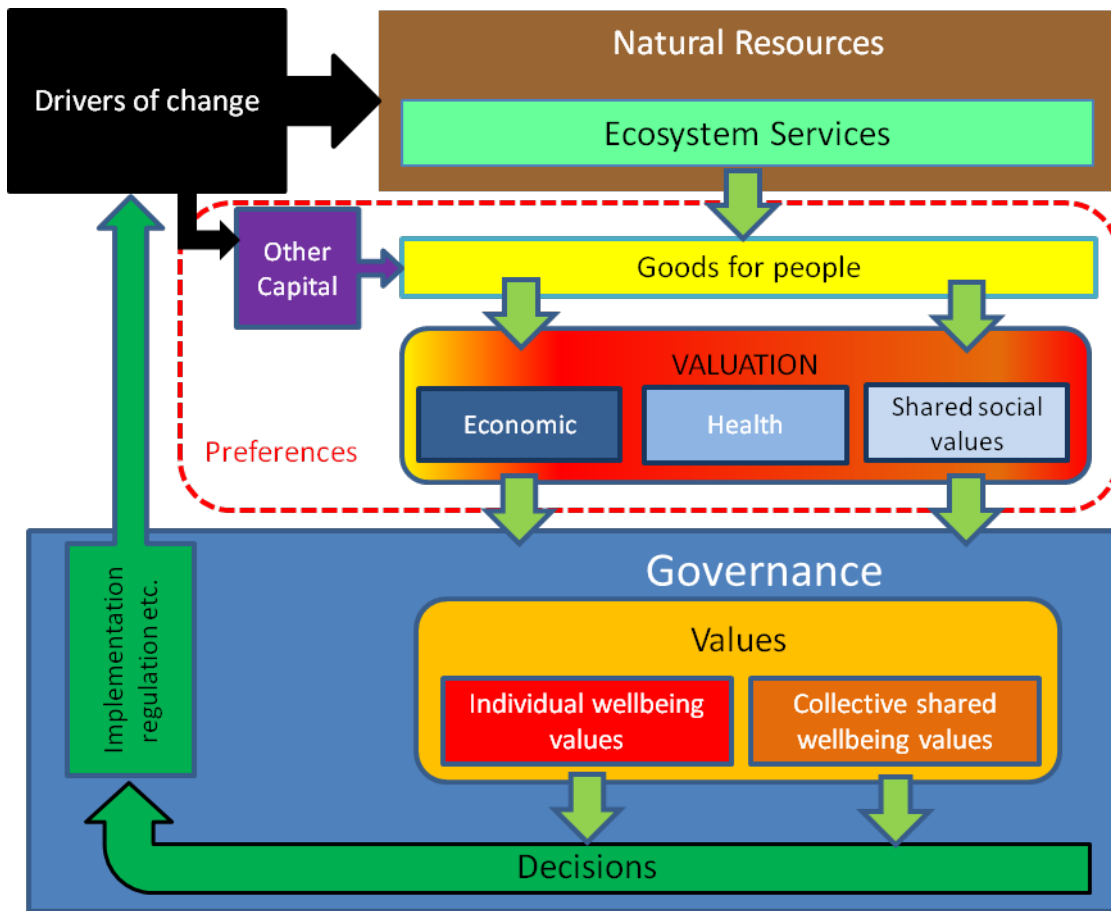 Natural Resources
Drivers of change
Ecosystem Services
Other
Capital
Goods for people
VALUATION
Economic
Health
Shared social
values
Preferences
Governance
Implementation
regulation etc.
Values
Individual wellbeing
values
Collective shared
wellbeing values
Decisions